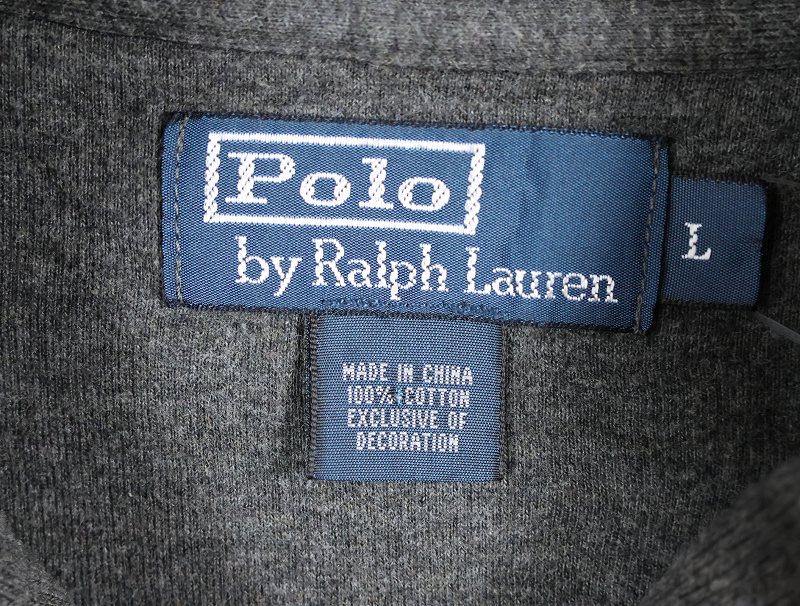 Polo
by Ralph Lauren
L
MADE IN CHINA
100% COTTON
EXCLUSIVE OF
DECORATION